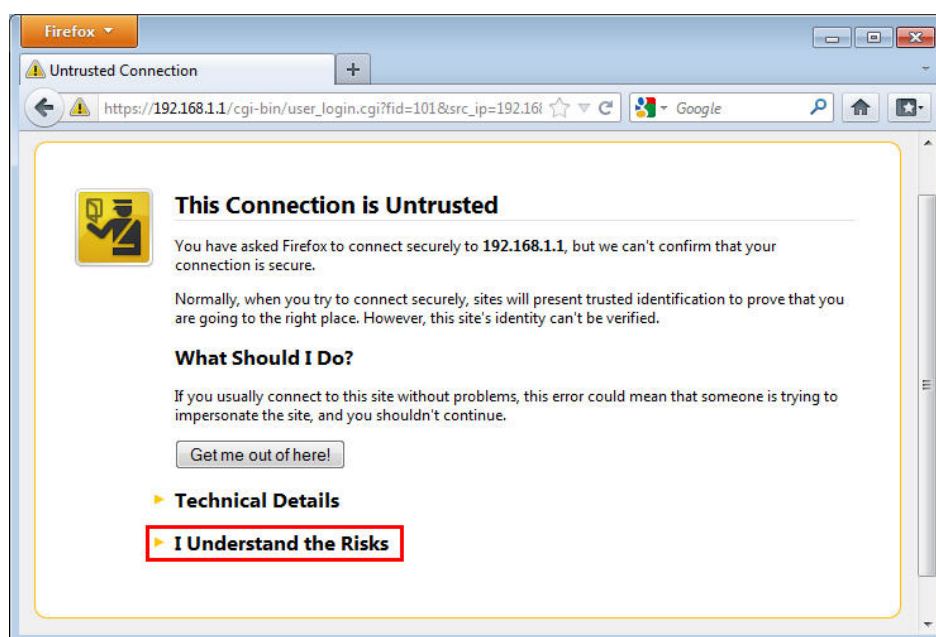 Firefox
Untrusted Connection
https://192.168.1.1/cgi-bin/user_login.cgi?fid=101&src_ip=192.16
Google
This Connection is Untrusted
You have asked Firefox to connect securely to 192.168.1.1, but we can't confirm that your
connection is secure.
Normally, when you try to connect securely, sites will present trusted identification to prove that you
are going to the right place. However, this site's identity can't be verified.
What Should I Do?
If you usually connect to this site without problems, this error could mean that someone is trying to
impersonate the site, and you shouldn't continue.
Get me out of here!
Technical Details
I Understand the Risks